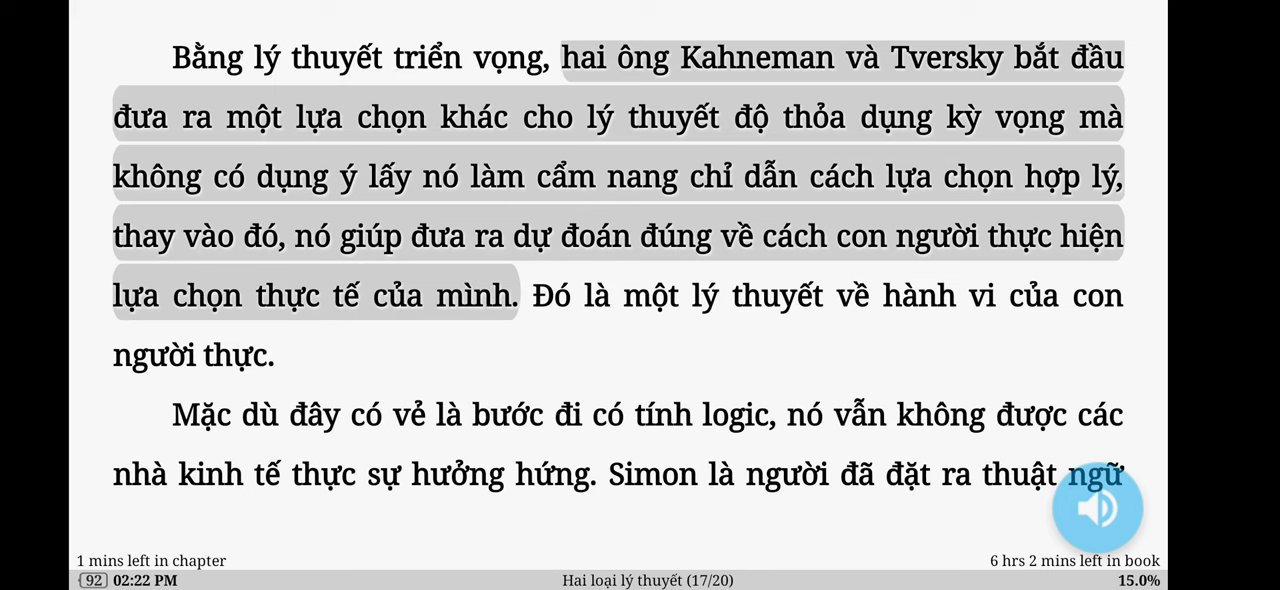 Bằng lý thuyết triển vọng, hai ông Kahneman và Tversky bắt đầu
đưa ra một lựa chọn khác cho lý thuyết độ thỏa dụng kỳ vọng mà
không có dụng ý lấy nó làm cẩm nang chỉ dẫn cách lựa chọn hợp lý,
thay vào đó, nó giúp đưa ra dự đoán đúng về cách con người thực hiện
lựa chọn thực tế của mình. Đó là một lý thuyết về hành vi của con
người thực.
Mặc dù đây có vẻ là bước đi có tính logic, nó vẫn không được các
nhà kinh tế thực sự hưởng hứng. Simon là người đã đặt ra thuật ngữ
1 mins left in chapter
6 hrs 2 mins left in book
92 02:22 PM
Hai loại lý thuyết (17/20)
15.0%